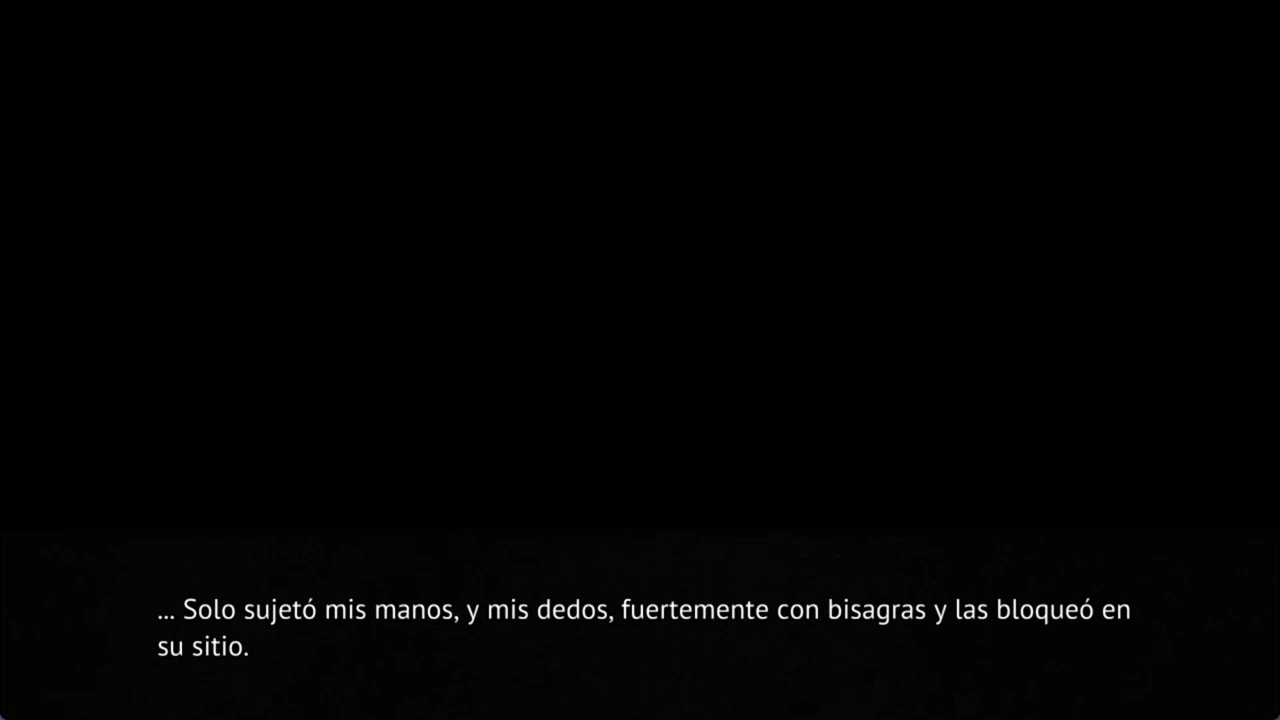 ... Solo sujetó mis manos, y mis dedos, fuertemente con bisagras y las bloqueó en
su sitio.